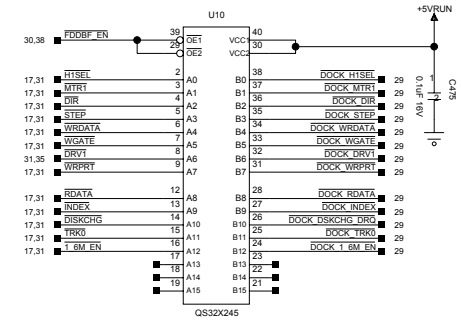 +5VRUN
U10
30,38 FDDBF_EN 39 OE1 VCC1 40
29 OE2 VCC2 30
17,31 H1SEL 2 A0 B0 38 DOCK_H1SEL 29
17,31 MTR1 3 A1 B1 37 DOCK_MTR1 29
17,31 DIR 4 A2 B2 36 DOCK_DIR 29
17,31 STEP 5 A3 B3 35 DOCK_STEP 29
17,31 WRDATA 6 A4 B4 34 DOCK_WRDATA 29
17,31 WGATE 7 A5 B5 33 DOCK_WGATE 29
31,35 DRV1 8 A6 B6 32 DOCK_DRV1 29
17,31 WRPRT 9 A7 B7 31 DOCK_WRPRT 29
17,31 RDATA 12 A8 B8 28 DOCK_RDATA 29
17,31 INDEX 13 A9 B9 27 DOCK_INDEX 29
17,31 DISKCHG 14 A10 B10 26 DOCK_DSKCHG_DRQ 29
17,31 TRK0 15 A11 B11 25 DOCK_TRK0 29
17,31 1_6M_EN 16 A12 B12 24 DOCK_1_6M_EN 29
17 A13 B13 23
18 A14 B14 22
19 A15 B15 21
QS32X245
1
2
C475
0.1uF 16V